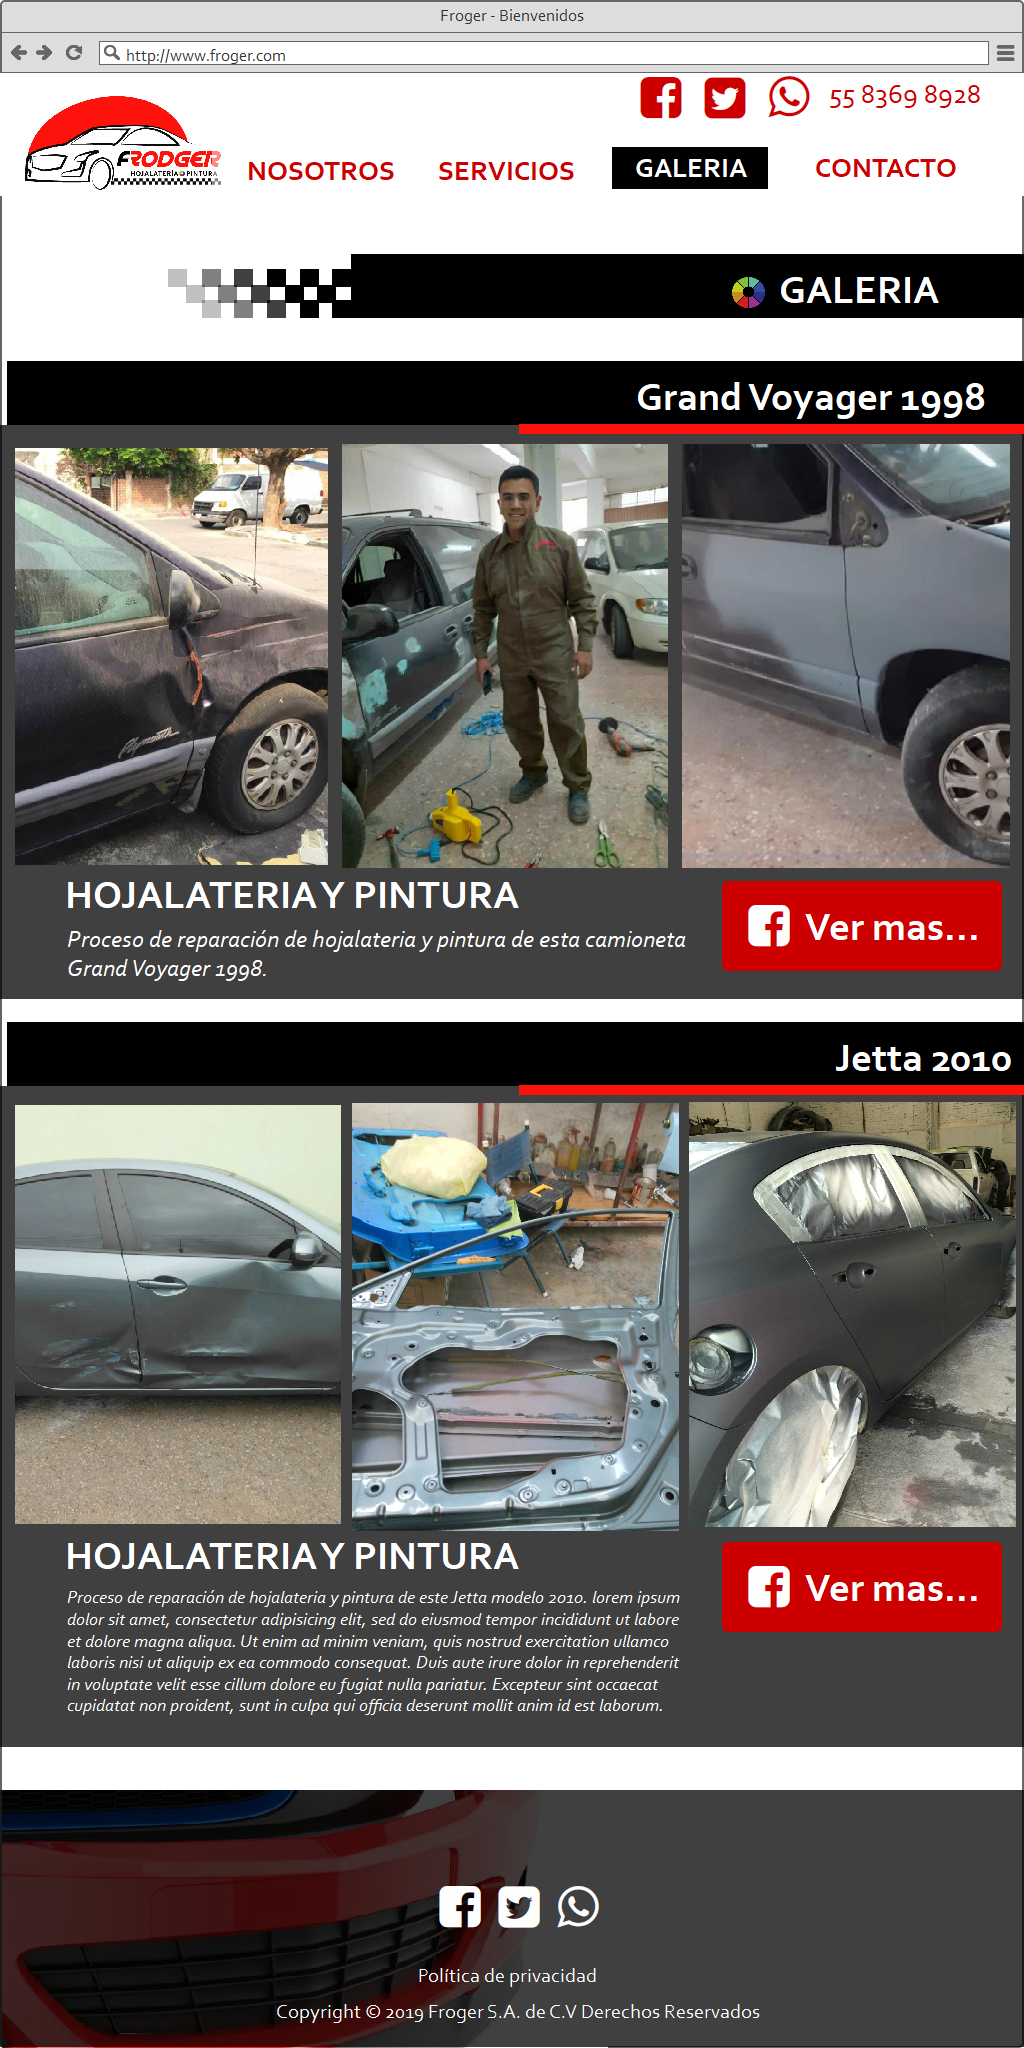 Froger - Bienvenidos
http://www.froger.com
55 8369 8928
FRODGER
HOJALATERÍA PINTURA
NOSOTROS
SERVICIOS
GALERIA
CONTACTO
GALERIA
Grand Voyager 1998
Plymouth
HOJALATERIA Y PINTURA
Proceso de reparación de hojalateria y pintura de esta camioneta
Grand Voyager 1998.
Ver mas...
Jetta 2010
HOJALATERIA Y PINTURA
Proceso de reparación de hojalateria y pintura de este Jetta modelo 2010. lorem ipsum
dolor sit amet, consectetur adipisicing elit, sed do eiusmod tempor incididunt ut labore
et dolore magna aliqua. Ut enim ad minim veniam, quis nostrud exercitation ullamco
laboris nisi ut aliquip ex ea commodo consequat. Duis aute irure dolor in reprehenderit
in voluptate velit esse cillum dolore eu fugiat nulla pariatur. Excepteur sint occaecat
cupidatat non proident, sunt in culpa qui officia deserunt mollit anim id est laborum.
Ver mas...
Política de privacidad
Copyright © 2019 Froger S.A. de C.V Derechos Reservados